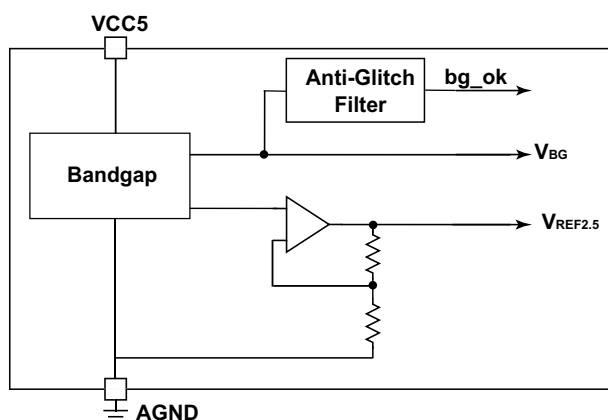 VCC5
Anti-Glitch
Filter
bg_ok
Bandgap
VBG
VREF2.5
AGND